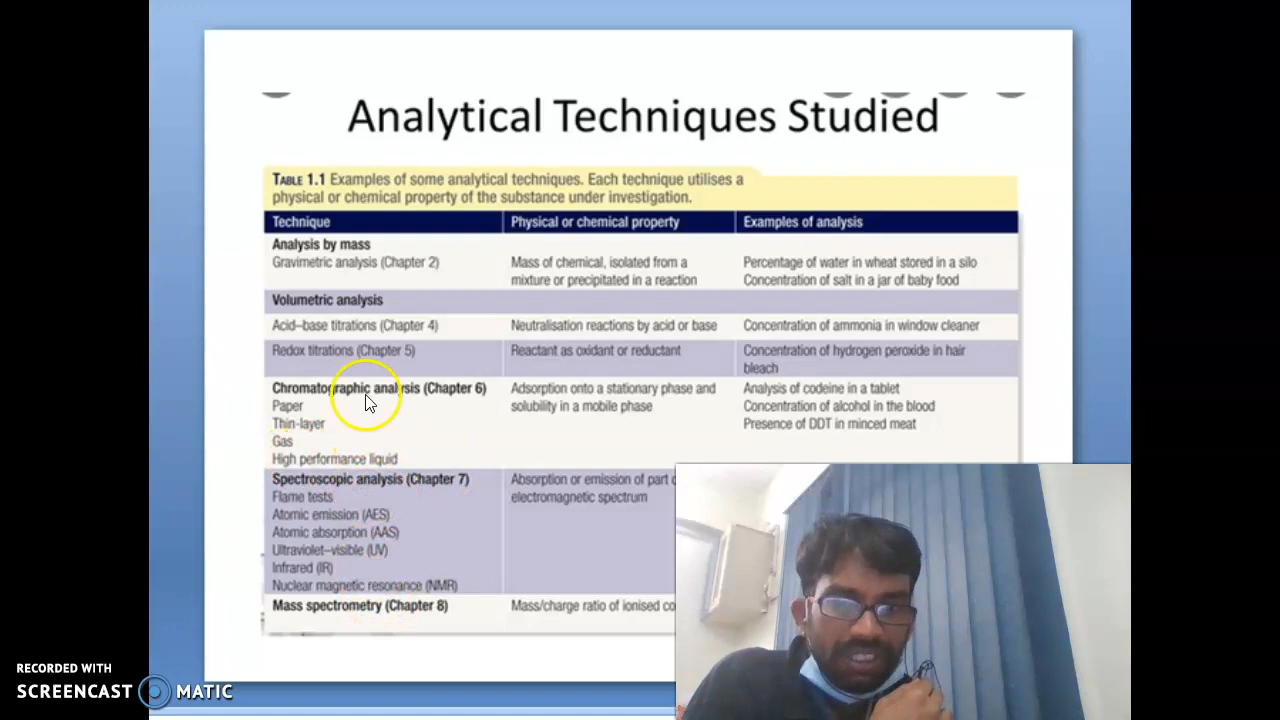 Analytical Techniques Studied
TABLE 1.1 Examples of some analytical techniques. Each technique utilises a
physical or chemical property of the substance under investigation.
Technique Physical or chemical property Examples of analysis
Analysis by mass
Gravimetric analysis (Chapter 2) Mass of chemical, isolated from a Percentage of water in wheat stored in a silo
mixture or precipitated in a reaction Concentration of salt in a jar of baby food
Volumetric analysis
Acid–base titrations (Chapter 4) Neutralisation reactions by acid or base Concentration of ammonia in window cleaner
Redox titrations (Chapter 5) Reactant as oxidant or reductant Concentration of hydrogen peroxide in hair
bleach
Chromatographic analysis (Chapter 6) Adsorption onto a stationary phase and Analysis of codeine in a tablet
Paper solubility in a mobile phase Concentration of alcohol in the blood
Thin-layer Presence of DDT in minced meat
Gas
High performance liquid
Spectroscopic analysis (Chapter 7) Absorption or emission of part
Flame tests electromagnetic spectrum
Atomic emission (AES)
Atomic absorption (AAS)
Ultraviolet–visible (UV)
Infrared (IR)
Nuclear magnetic resonance (NMR)
Mass spectrometry (Chapter 8) Mass/charge ratio of ionised
RECORDED WITH
SCREENCAST MATIC